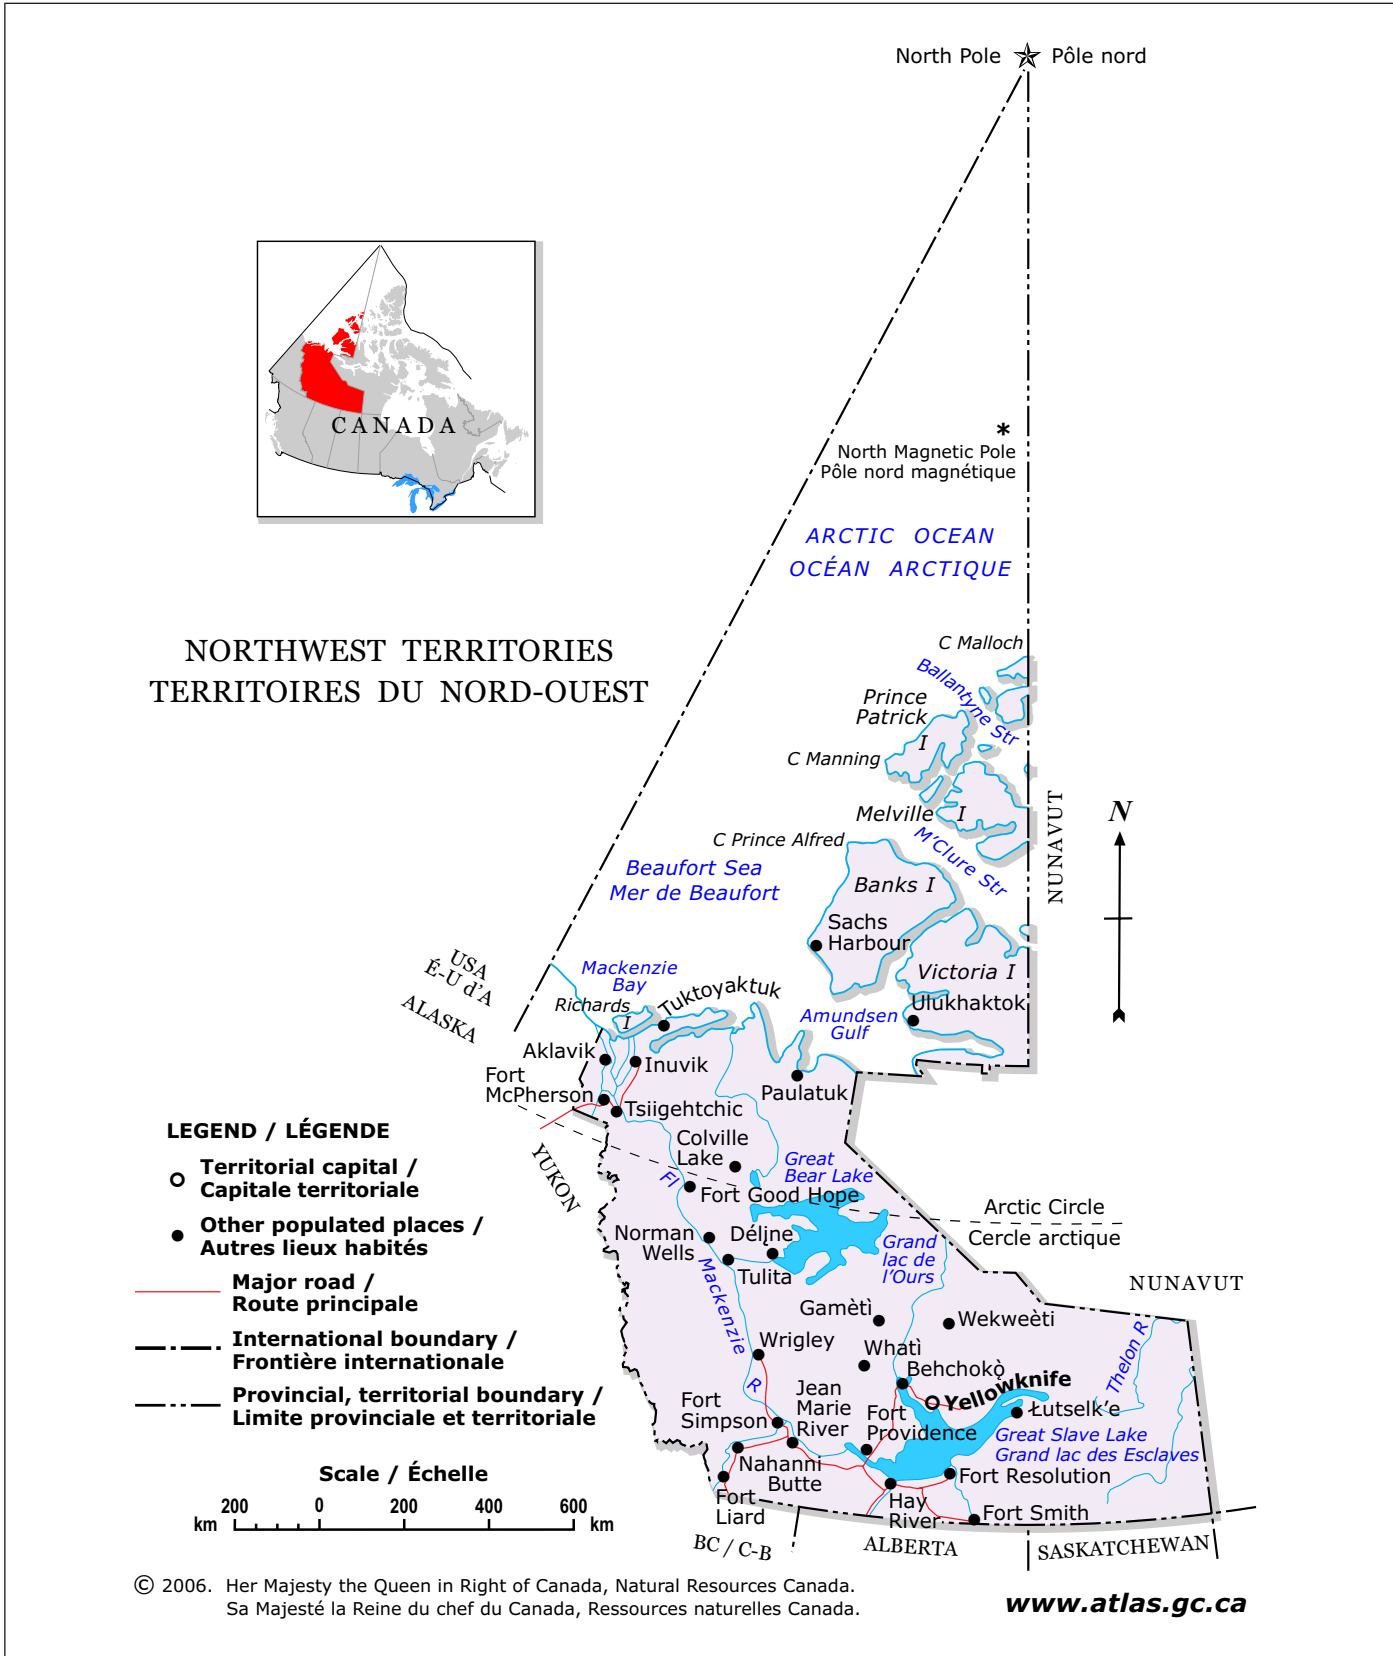 North Pole Pôle nord
CANADA
*
North Magnetic Pole
Pôle nord magnétique
ARCTIC OCEAN
OCÉAN ARCTIQUE
NORTHWEST TERRITORIES
TERRITOIRES DU NORD-OUEST
C Malloch
Ballantyne Str
Prince
Patrick
I
C Manning
Melville I
M'Clure Str
C Prince Alfred
NUNAVUT
N
Beaufort Sea
Mer de Beaufort
Banks I
Sachs
Harbour
Victoria I
Ulukhaktok
USA
É-U d'A
ALASKA
Mackenzie
Bay
Richards
I
Tuktoyaktuk
Amundsen
Gulf
Aklavik
Inuvik
Fort
McPherson
Paulatuk
Tsiigehtchic
YUKON
Colville
Lake
Great
Bear Lake
Fl
Fort Good Hope
Arctic Circle
Cercle arctique
Norman
Wells
Déline
Grand
lac de
l'Ours
Tulita
NUNAVUT
Mackenzie
R
Gamètì
Wekweèti
Wrigley
Whatì
Thelon R
Behchokò
Yellowknife
Fort
Simpson
Jean
Marie
River
Fort
Providence
Łutselk'e
Great Slave Lake
Grand lac des Esclaves
Nahanni
Butte
Fort Resolution
Fort
Liard
Hay
River
Fort Smith
BC / C-B
ALBERTA
SASKATCHEWAN
LEGEND / LÉGENDE
Territorial capital /
Capitale territoriale
Other populated places /
Autres lieux habités
Major road /
Route principale
International boundary /
Frontière internationale
Provincial, territorial boundary /
Limite provinciale et territoriale
Scale / Échelle
200 0 200 400 600
km km
© 2006. Her Majesty the Queen in Right of Canada, Natural Resources Canada.
Sa Majesté la Reine du chef du Canada, Ressources naturelles Canada.
www.atlas.gc.ca